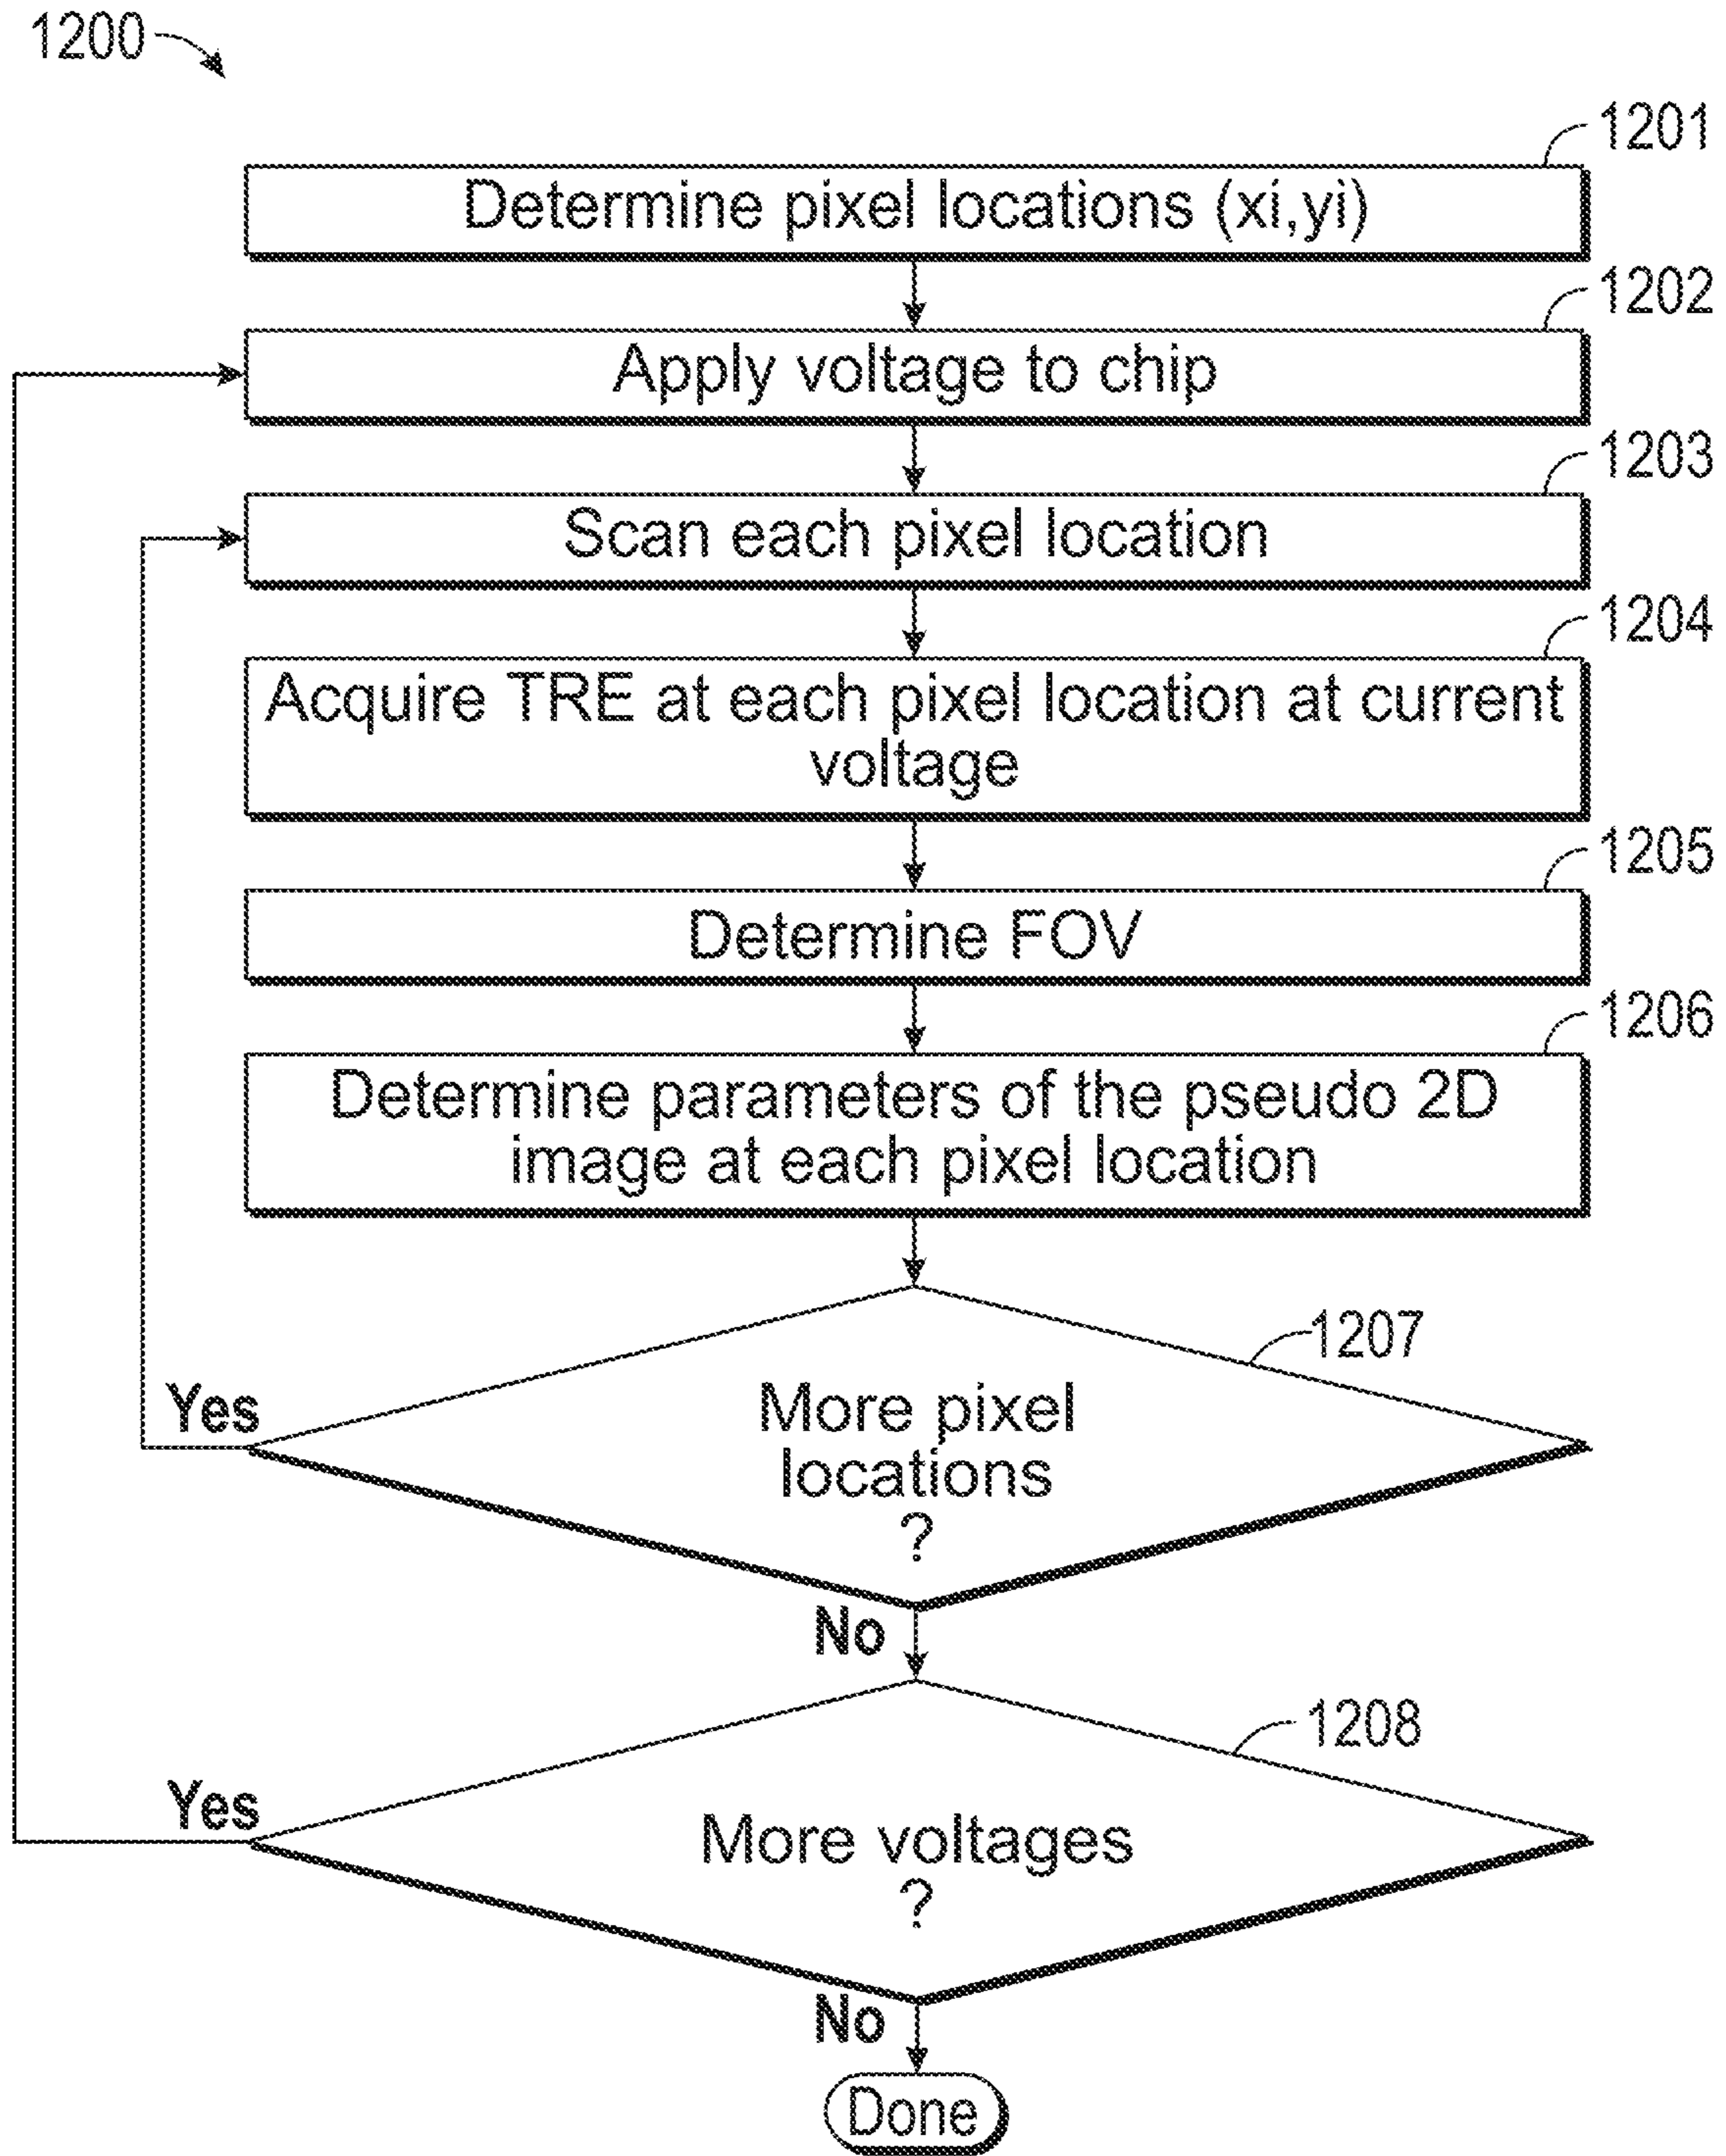 1200
1201
Determine pixel locations (xi,yi)
1202
Apply voltage to chip
1203
Scan each pixel location
1204
Acquire TRE at each pixel location at current
voltage
1205
Determine FOV
1206
Determine parameters of the pseudo 2D
image at each pixel location
1207
Yes
More pixel
locations
?
No
1208
Yes
More voltages
?
No
Done